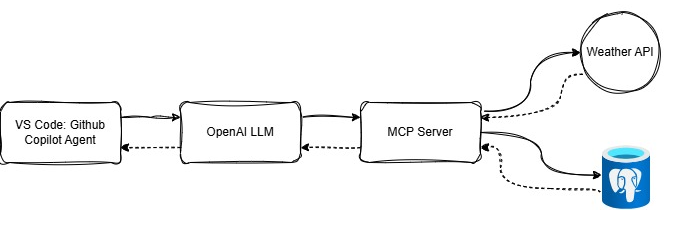 VS Code: Github
Copilot Agent
OpenAI LLM
MCP Server
Weather API